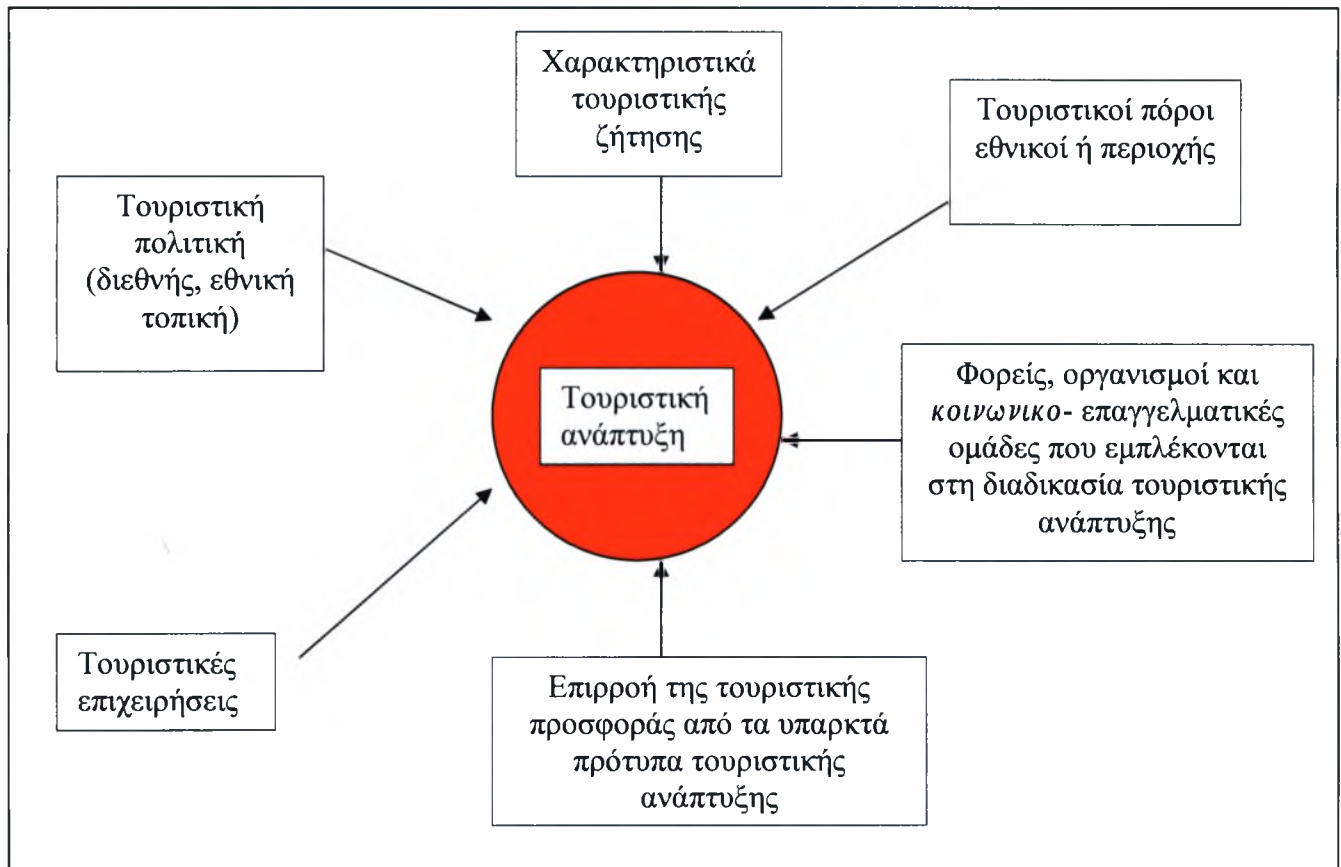 Χαρακτηριστικά
τουριστικής
ζήτησης
Τουριστικοί πόροι
εθνικοί ή περιοχής
Τουριστική
πολιτική
(διεθνής, εθνική
τοπική)
Τουριστική
ανάπτυξη
Φορείς, οργανισμοί και
κοινωνικο- επαγγελματικές
ομάδες που εμπλέκονται
στη διαδικασία τουριστικής
ανάπτυξης
Τουριστικές
επιχειρήσεις
Επιρροή της τουριστικής
προσφοράς από τα υπαρκτά
πρότυπα τουριστικής
ανάπτυξης